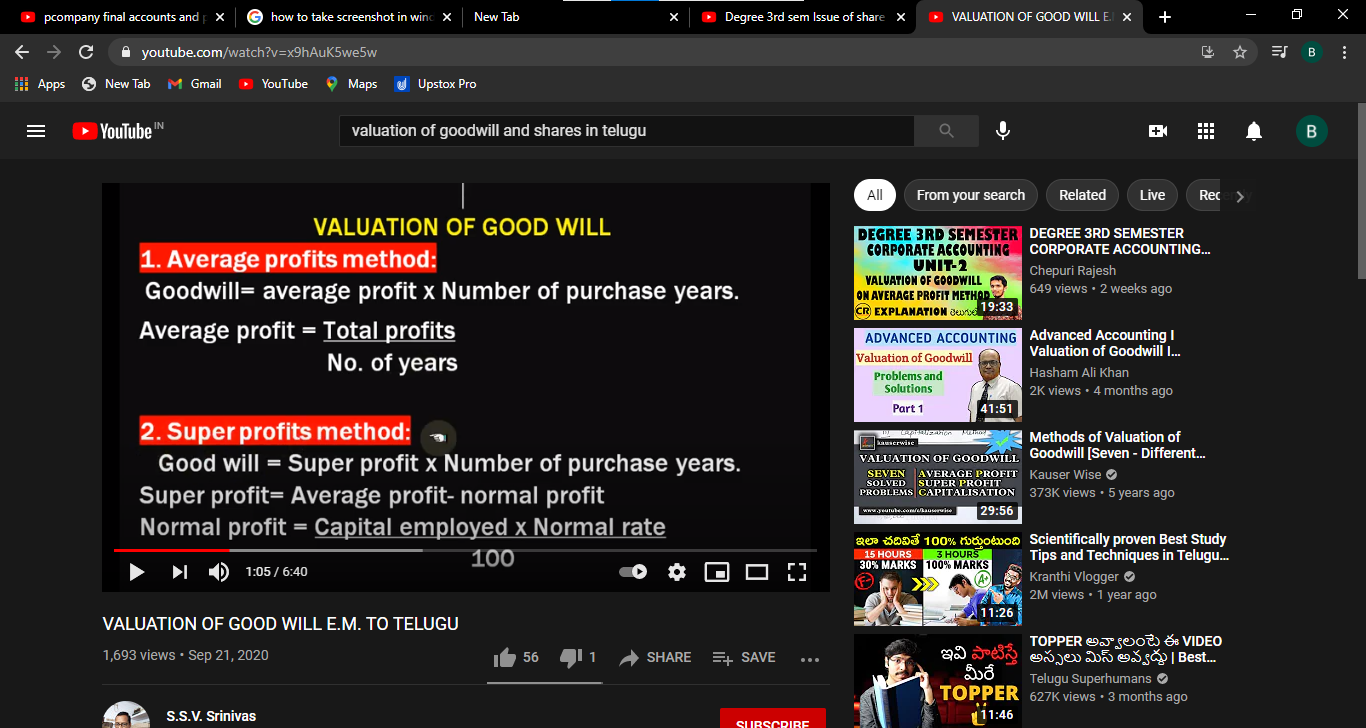 pcompany final accounts and p
how to take screenshot in winc
New Tab
Degree 3rd sem Issue of share
VALUATION OF GOOD WILL E.
youtube.com/watch?v=x9hAuK5we5w
B
Apps
New Tab
Gmail
YouTube
Maps
Upstox Pro
YouTube IN
valuation of goodwill and shares in telugu
B
VALUATION OF GOOD WILL
1. Average profits method:
Goodwill= average profit x Number of purchase years.
Average profit = Total profits
No. of years
2. Super profits method:
Good will = Super profit x Number of purchase years.
Super profit= Average profit- normal profit
Normal profit = Capital employed x Normal rate
100
1:05 / 6:40
VALUATION OF GOOD WILL E.M. TO TELUGU
1,693 views • Sep 21, 2020
56
1
SHARE
SAVE
S.S.V. Srinivas
SUBSCRIBE
All
From your search
Related
Live
DEGREE 3RD SEMESTER
CORPORATE ACCOUNTING
UNIT-2
VALUATION OF GOODWILL
ON AVERAGE PROFIT METHOD
CR EXPLANATION
19:33
DEGREE 3RD SEMESTER
CORPORATE ACCOUNTING...
Chepuri Rajesh
649 views • 2 weeks ago
ADVANCED ACCOUNTING
Valuation of Goodwill
Problems and
Solutions
Part 1
41:51
Advanced Accounting I
Valuation of Goodwill I...
Hasham Ali Khan
2K views • 4 months ago
kauserwise
VALUATION OF GOODWILL
SEVEN
SOLVED
PROBLEMS
AVERAGE PROFIT
SUPER PROFIT
CAPITALISATION
www.youtube.com/c/kauserwise
29:56
Methods of Valuation of
Goodwill [Seven - Different...
Kauser Wise
373K views • 5 years ago
ఇలా చదివితే 100% గుర్తుంటుంది
15 HOURS
30% MARKS
3 HOURS
100% MARKS
F-
A+
11:26
Scientifically proven Best Study
Tips and Techniques in Telugu...
Kranthi Vlogger
2M views • 1 year ago
ఇవి పాటిస్తే
మీరే
TOPPER
11:46
TOPPER అవ్వాలంటే ఈ VIDEO
అస్సలు మిస్ అవ్వద్దు | Best...
Telugu Superhumans
627K views • 3 months ago